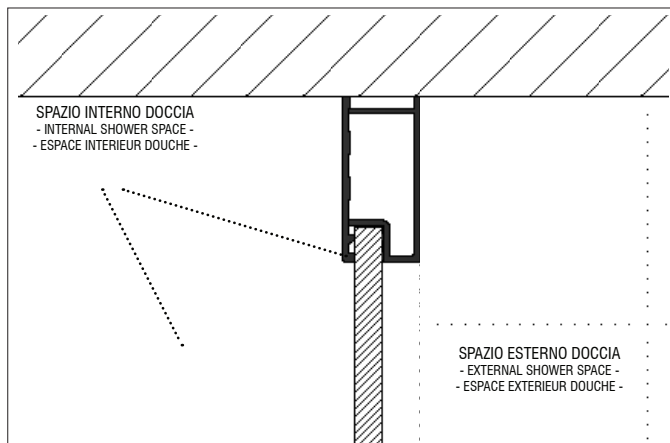 SPAZIO INTERNO DOCCIA
- INTERNAL SHOWER SPACE -
- ESPACE INTERIEUR DOUCHE -
SPAZIO ESTERNO DOCCIA
- EXTERNAL SHOWER SPACE -
- ESPACE EXTERIEUR DOUCHE -